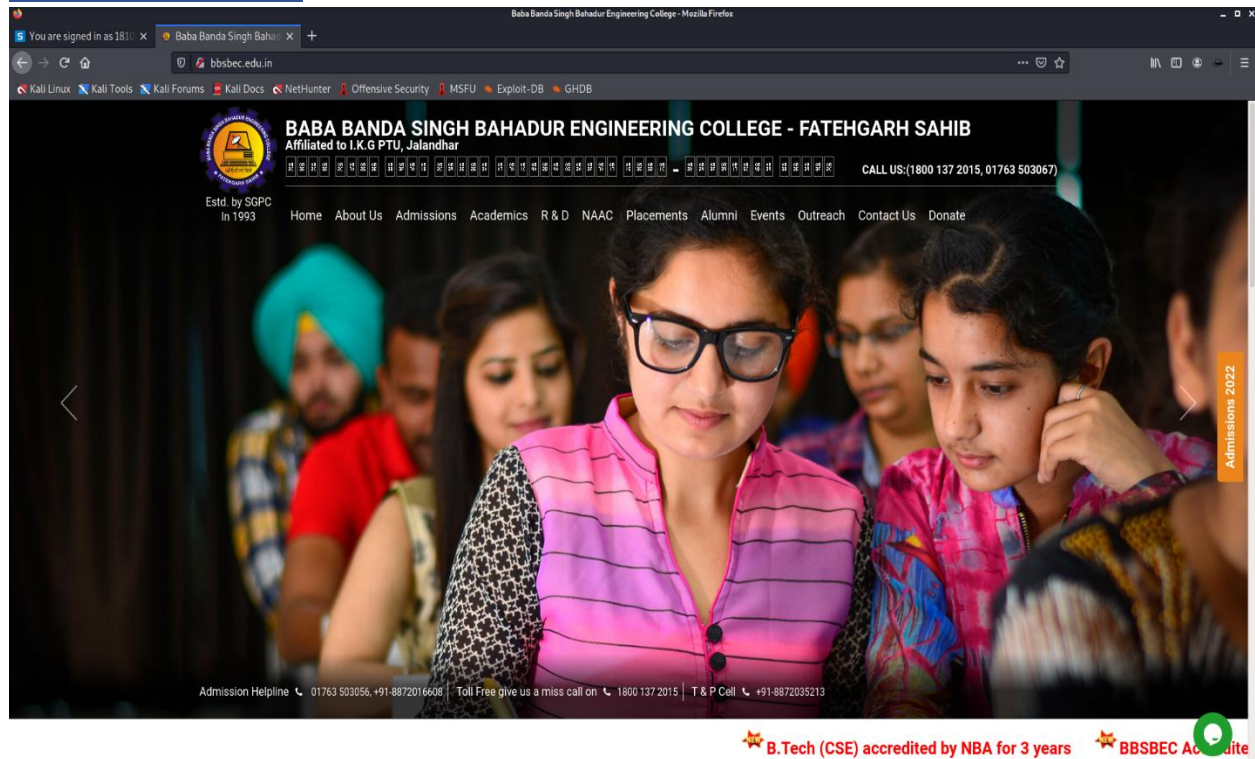 Baba Banda Singh Bahadur Engineering College - Mozilla Firefox
You are signed in as 1810
Baba Banda Singh Bahad
bbsbec.edu.in
Kali Linux Kali Tools Kali Forums Kali Docs NetHunter Offensive Security MSFU Exploit-DB GHDB
BABA BANDA SINGH BAHADUR ENGINEERING COLLEGE - FATEHGARH SAHIB
Affiliated to I.K.G PTU, Jalandhar
CALL US:(1800 137 2015, 01763 503067)
Estd. by SGPC
In 1993
Home About Us Admissions Academics R & D NAAC Placements Alumni Events Outreach Contact Us Donate
Admissions 2022
Admission Helpline 01763 503056, +91-8872016608 Toll Free give us a miss call on 1800 137 2015 T & P Cell +91-8872035213
NEW B.Tech (CSE) accredited by NBA for 3 years NEW BBSBEC